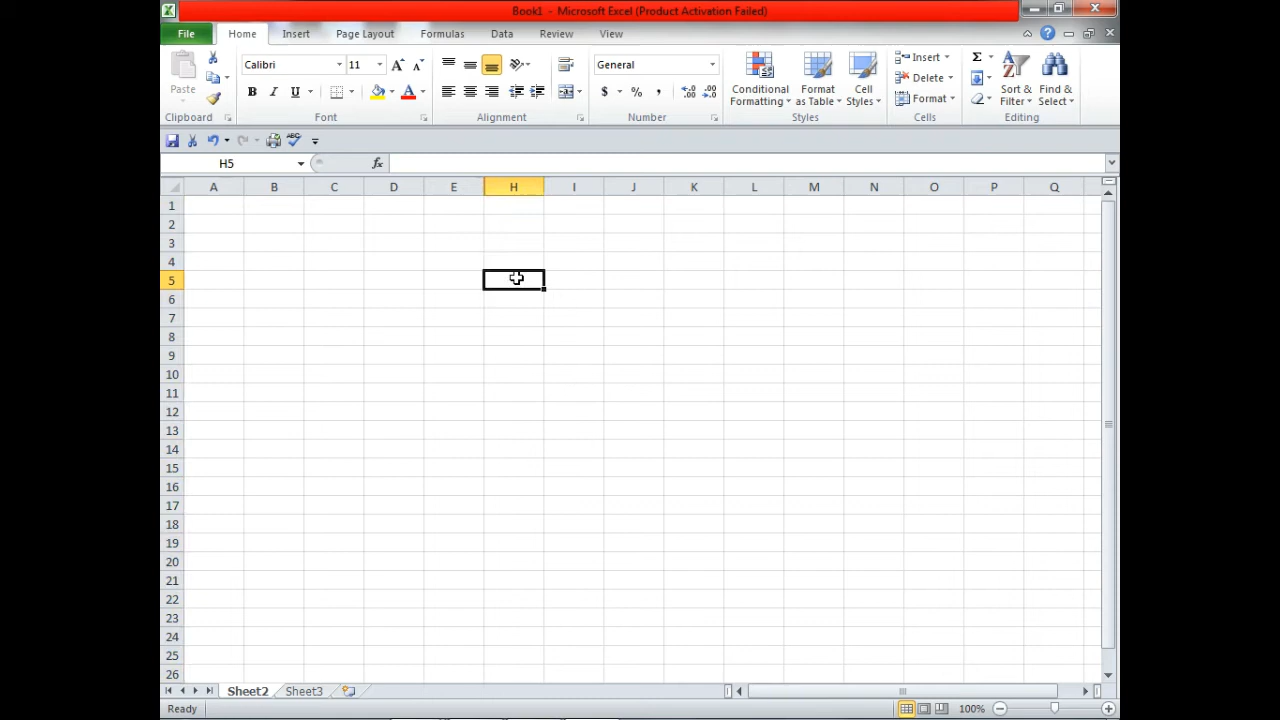 Book1 - Microsoft Excel (Product Activation Failed)
File Home Insert Page Layout Formulas Data Review View
Calibri 11 General Insert
Delete
Paste B I U A $ % , Conditional Formatting Format as Table Cell Styles Format Σ Sort & Filter Find & Select
Clipboard Font Alignment Number Styles Cells Editing
H5 fx
A B C D E H I J K L M N O P Q
1
2
3
4
5
6
7
8
9
10
11
12
13
14
15
16
17
18
19
20
21
22
23
24
25
26
Sheet2 Sheet3
Ready 100%